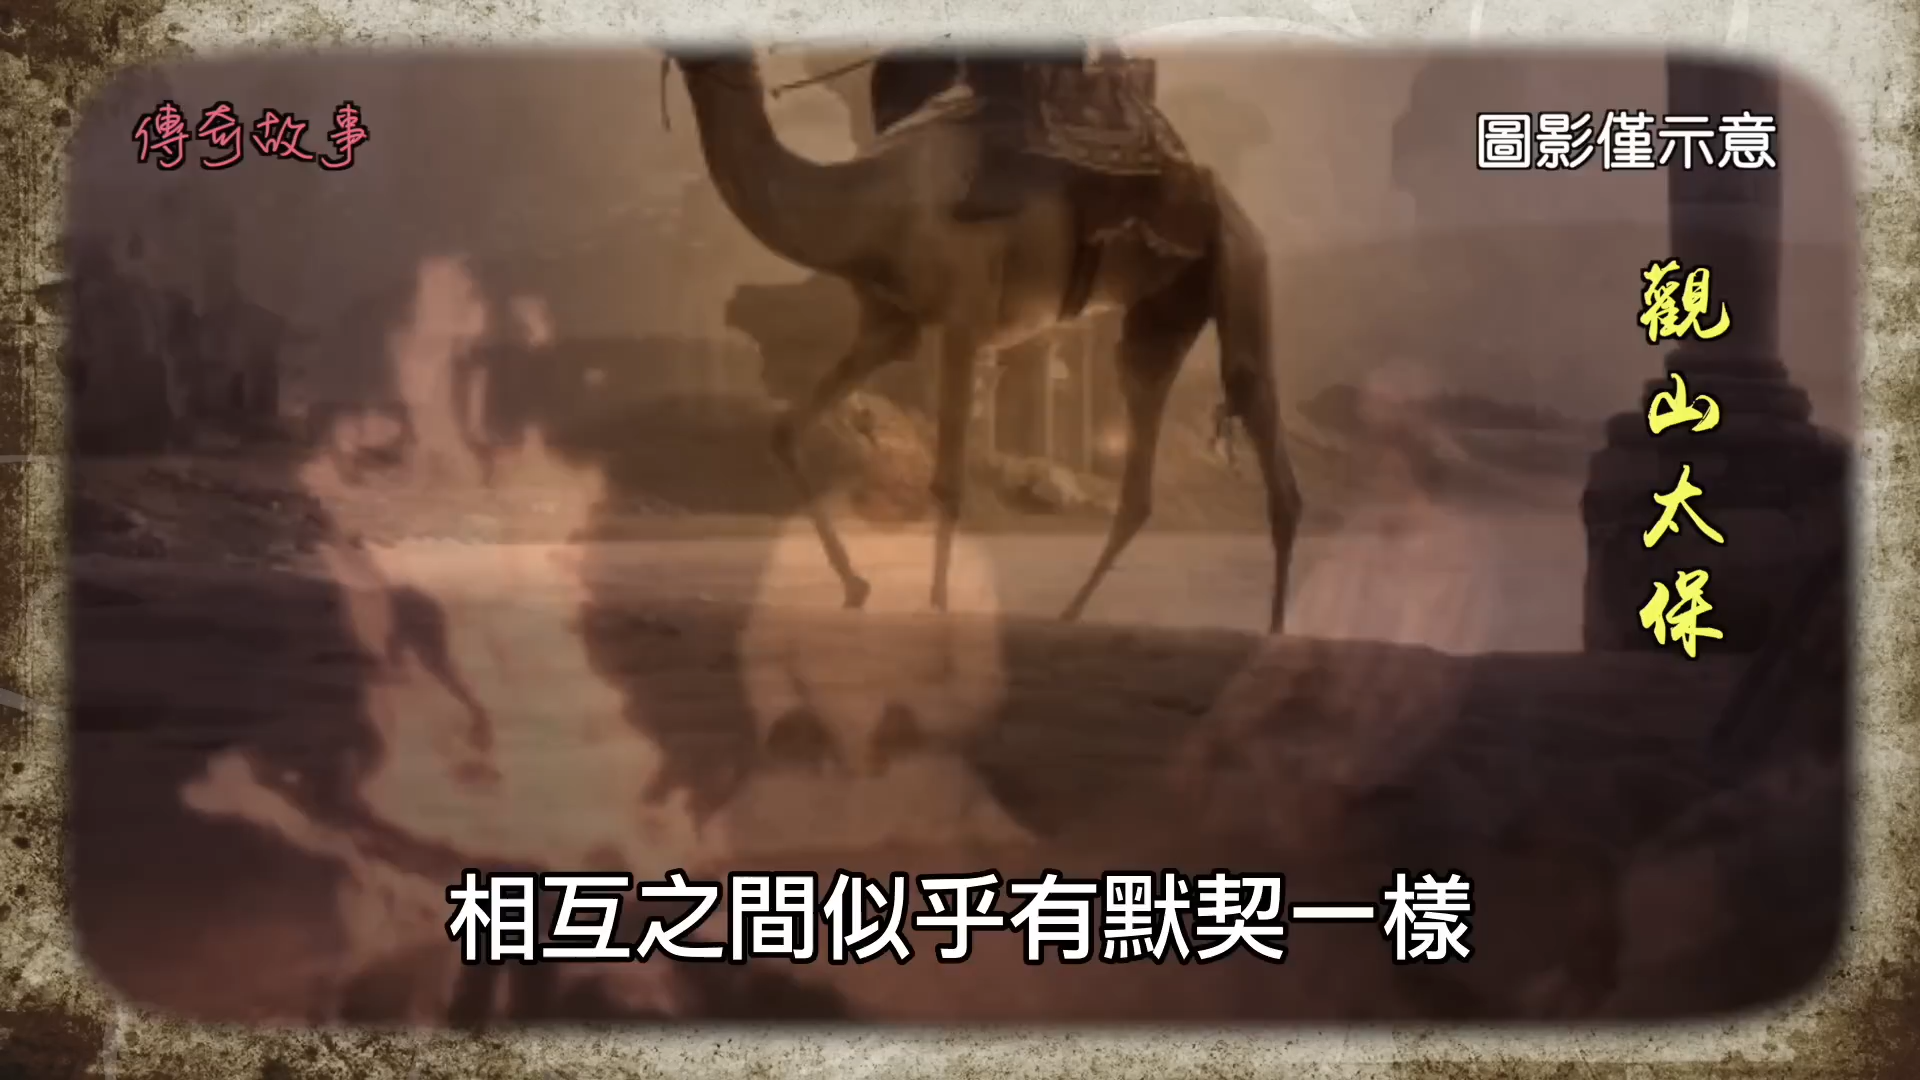 傳奇故事
圖影僅示意
觀山太保
相互之間似乎有默契一樣